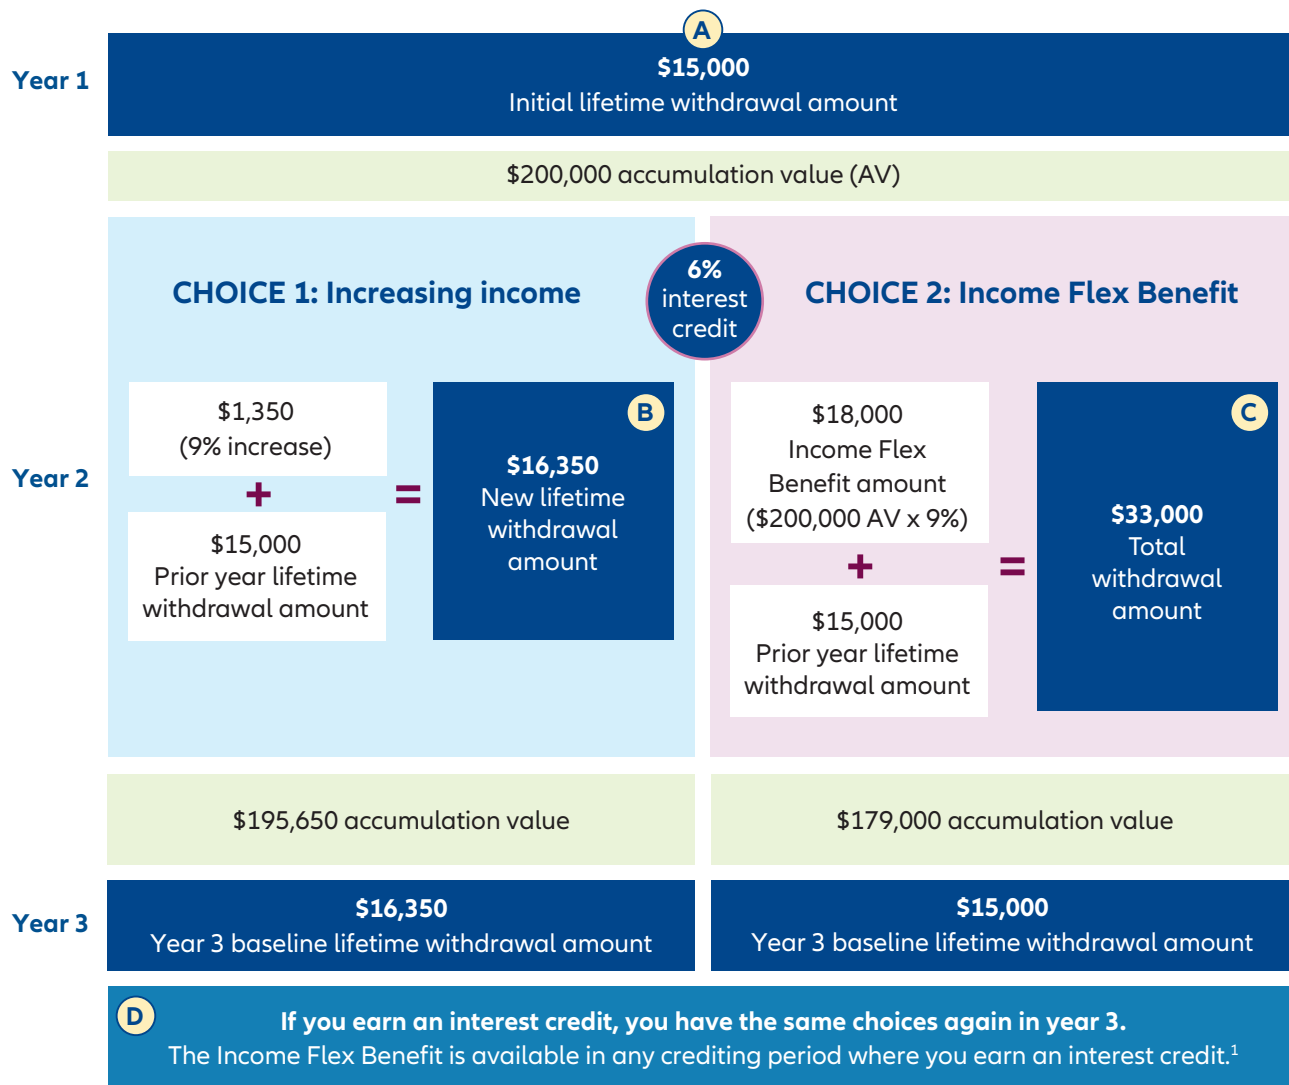 A
Year 1
$15,000
Initial lifetime withdrawal amount
$200,000 accumulation value (AV)
CHOICE 1: Increasing income
6%
interest
credit
CHOICE 2: Income Flex Benefit
Year 2
$1,350
(9% increase)
+
$15,000
Prior year lifetime
withdrawal amount
=
B
$16,350
New lifetime
withdrawal
amount
$18,000
Income Flex
Benefit amount
($200,000 AV x 9%)
+
$15,000
Prior year lifetime
withdrawal amount
=
C
$33,000
Total
withdrawal
amount
$195,650 accumulation value
$179,000 accumulation value
Year 3
$16,350
Year 3 baseline lifetime withdrawal amount
$15,000
Year 3 baseline lifetime withdrawal amount
D
If you earn an interest credit, you have the same choices again in year 3.
The Income Flex Benefit is available in any crediting period where you earn an interest credit.¹